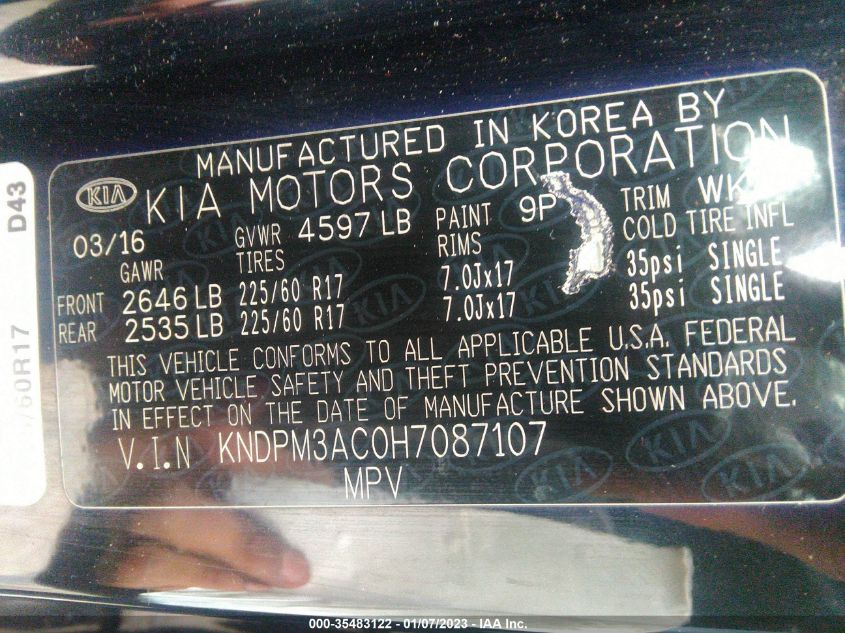 MANUFACTURED IN KOREA BY
KIA KIA MOTORS CORPORATION
03/16 GVWR 4597 LB PAINT 9P TRIM
GAWR TIRES RIMS COLD TIRE INFL
FRONT 2646 LB 225/60 R17 7.0Jx17 35psi SINGLE
REAR 2535 LB 225/60 R17 7.0Jx17 35psi SINGLE
THIS VEHICLE CONFORMS TO ALL APPLICABLE U.S.A. FEDERAL
MOTOR VEHICLE SAFETY AND THEFT PREVENTION STANDARDS
IN EFFECT ON THE DATE OF MANUFACTURE SHOWN ABOVE.
V.I.N KNDPM3AC0H7087107
MPV
D43
/60R17
000-35483122 - 01/07/2023 - IAA Inc.